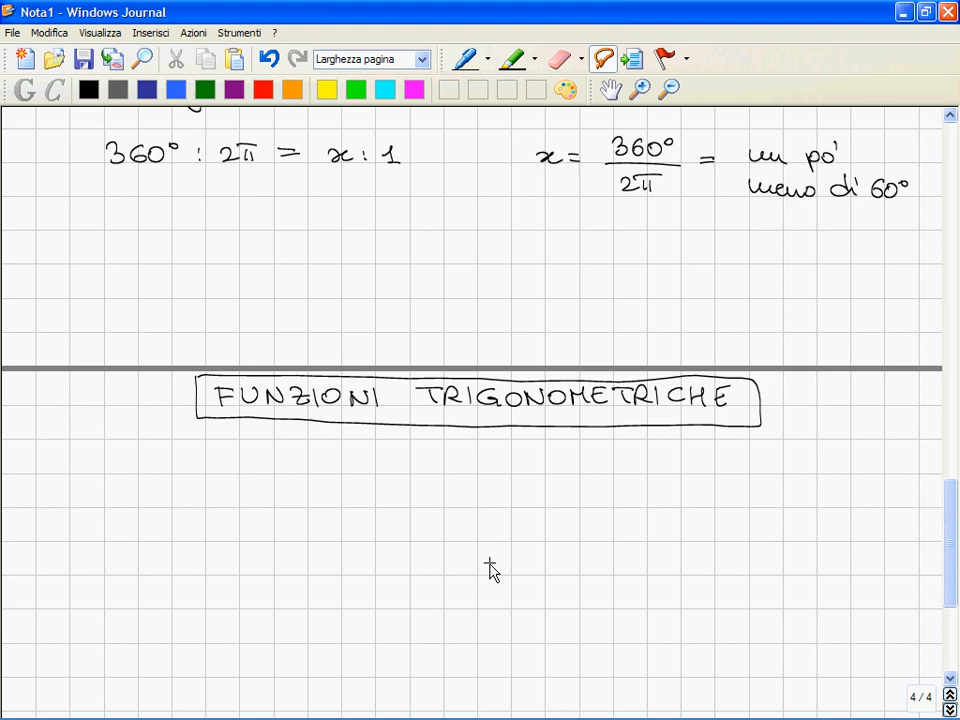 Nota1 - Windows Journal
File Modifica Visualizza Inserisci Azioni Strumenti ?
Larghezza pagina
G C
360° : 2π = x : 1
x = 360° / 2π = un pò
meno di 60°
FUNZIONI TRIGONOMETRICHE
4 / 4